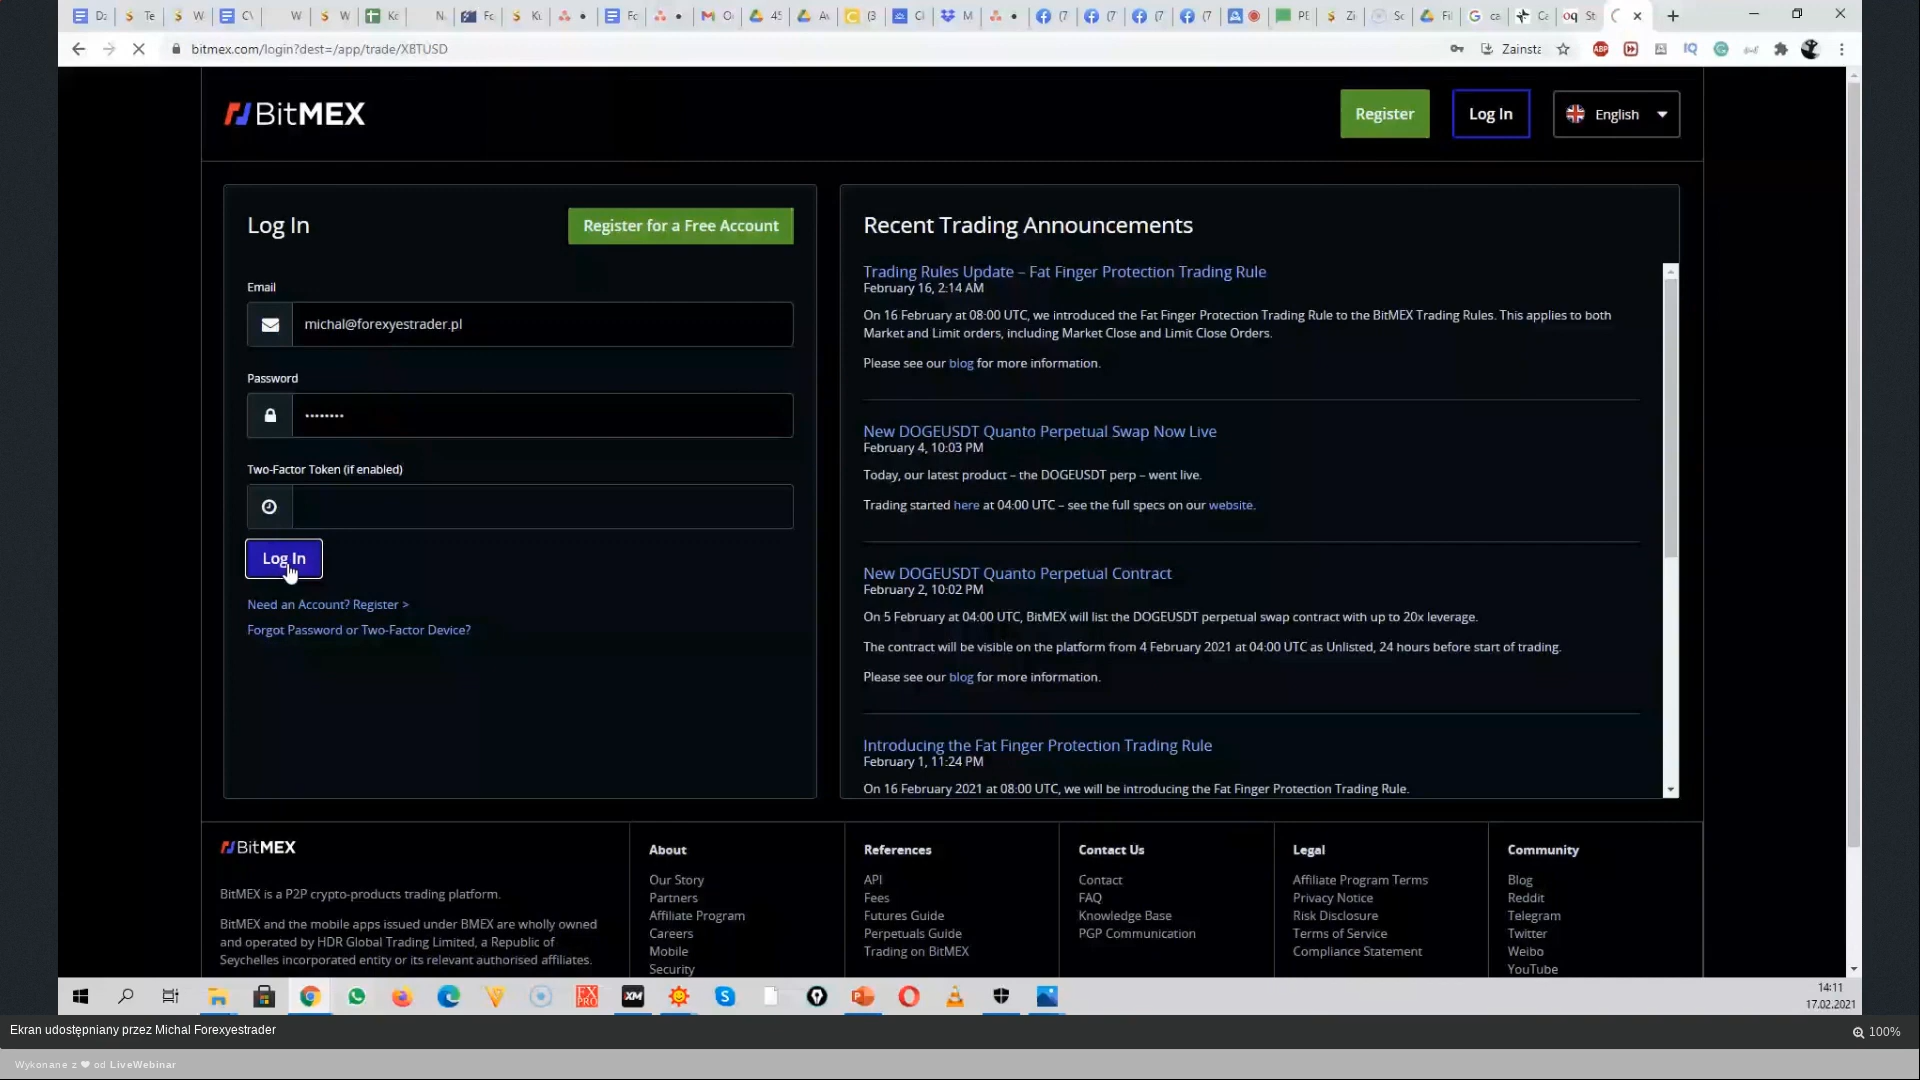 bitmex.com/login?dest=/app/trade/XBTUSD
Zainsta
BitMEX
Register
Log In
English
Log In
Register for a Free Account
Email
michal@forexyestrader.pl
Password
••••••••
Two-Factor Token (if enabled)
Log In
Need an Account? Register >
Forgot Password or Two-Factor Device?
Recent Trading Announcements
Trading Rules Update – Fat Finger Protection Trading Rule
February 16, 2:14 AM
On 16 February at 08:00 UTC, we introduced the Fat Finger Protection Trading Rule to the BitMEX Trading Rules. This applies to both
Market and Limit orders, including Market Close and Limit Close Orders.
Please see our blog for more information.
New DOGEUSDT Quanto Perpetual Swap Now Live
February 4, 10:03 PM
Today, our latest product – the DOGEUSDT perp – went live.
Trading started here at 04:00 UTC – see the full specs on our website.
New DOGEUSDT Quanto Perpetual Contract
February 2, 10:02 PM
On 5 February at 04:00 UTC, BitMEX will list the DOGEUSDT perpetual swap contract with up to 20x leverage.
The contract will be visible on the platform from 4 February 2021 at 04:00 UTC as Unlisted, 24 hours before start of trading.
Please see our blog for more information.
Introducing the Fat Finger Protection Trading Rule
February 1, 11:24 PM
On 16 February 2021 at 08:00 UTC, we will be introducing the Fat Finger Protection Trading Rule.
BitMEX
BitMEX is a P2P crypto-products trading platform.
BitMEX and the mobile apps issued under BMEX are wholly owned
and operated by HDR Global Trading Limited, a Republic of
Seychelles incorporated entity or its relevant authorised affiliates.
About
Our Story
Partners
Affiliate Program
Careers
Mobile
Security
References
API
Fees
Futures Guide
Perpetuals Guide
Trading on BitMEX
Contact Us
Contact
FAQ
Knowledge Base
PGP Communication
Legal
Affiliate Program Terms
Privacy Notice
Risk Disclosure
Terms of Service
Compliance Statement
Community
Blog
Reddit
Telegram
Twitter
Weibo
YouTube
14:11
17.02.2021
Ekran udostępniany przez Michal Forexyestrader
100%
Wykonane z ❤ od LiveWebinar